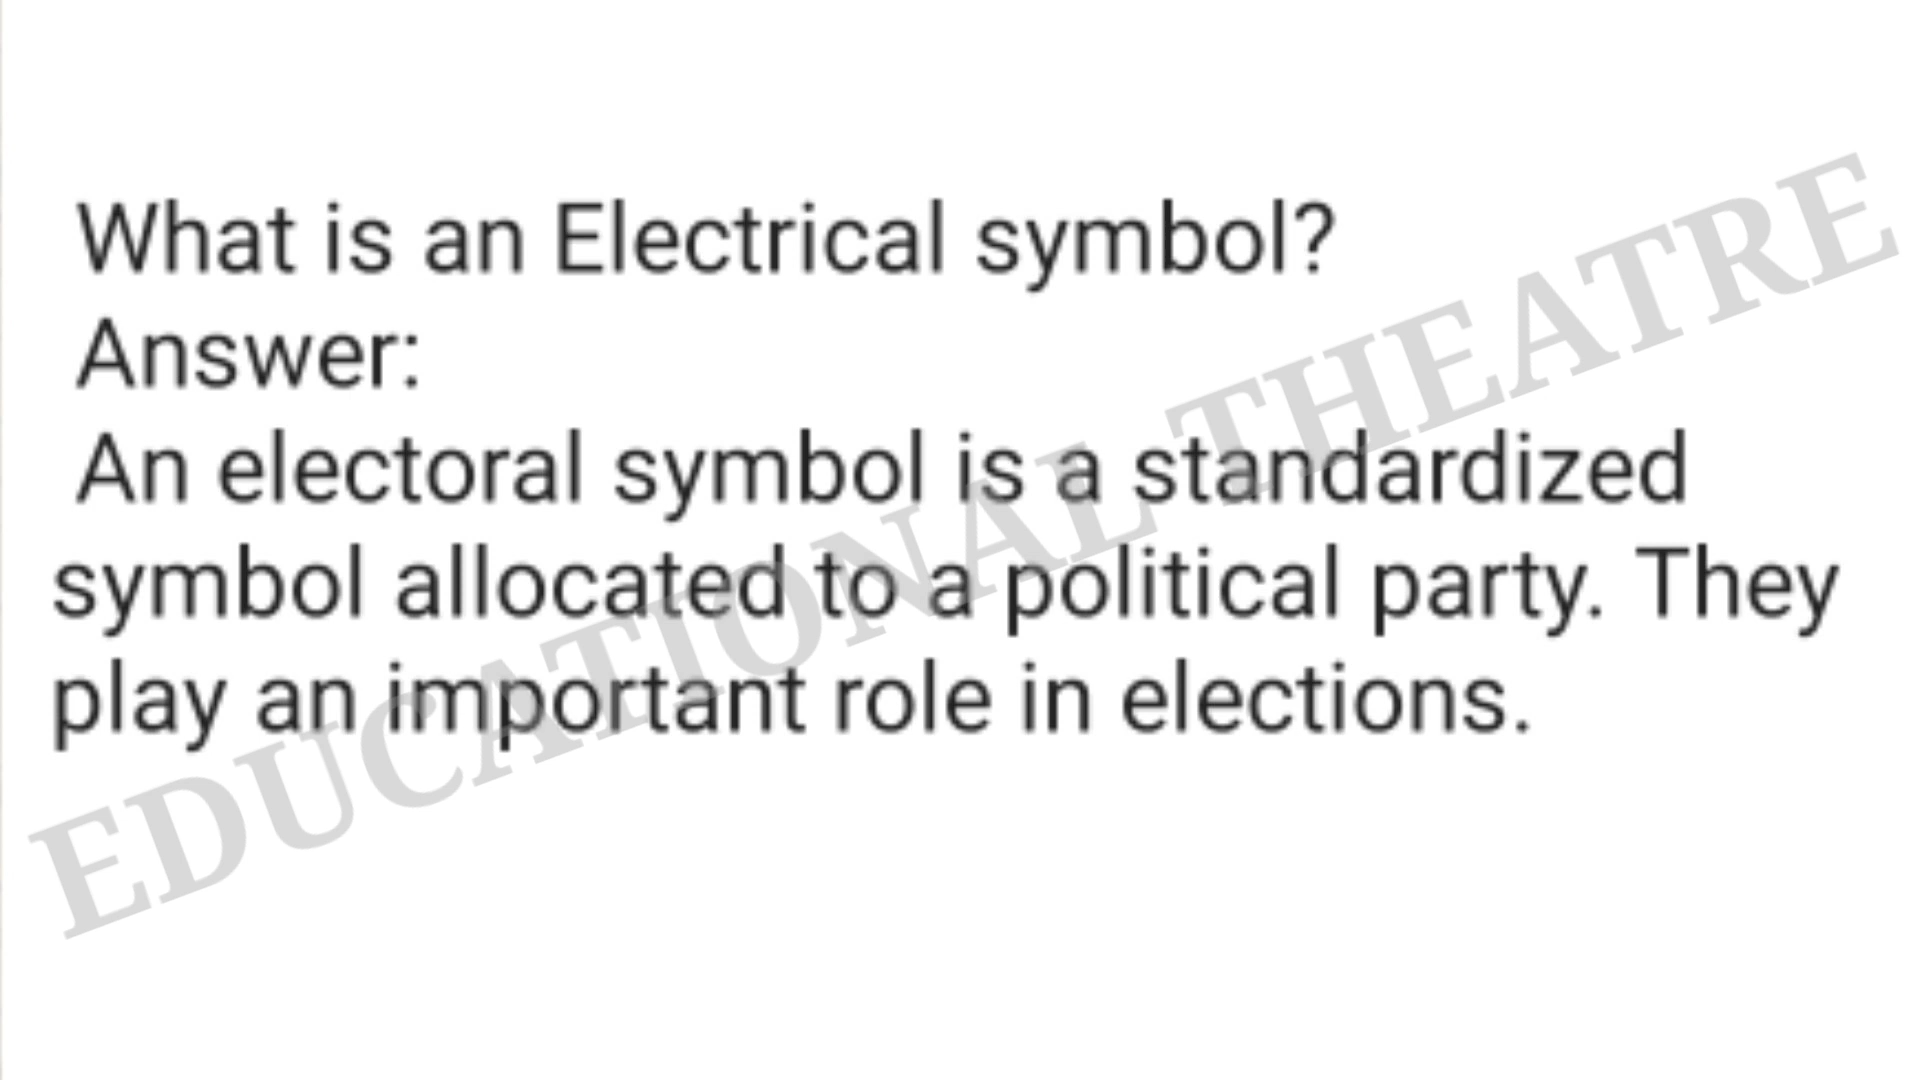 What is an Electrical symbol?
Answer:
An electoral symbol is a standardized
symbol allocated to a political party. They
play an important role in elections.
EDUCATIONAL THEATRE